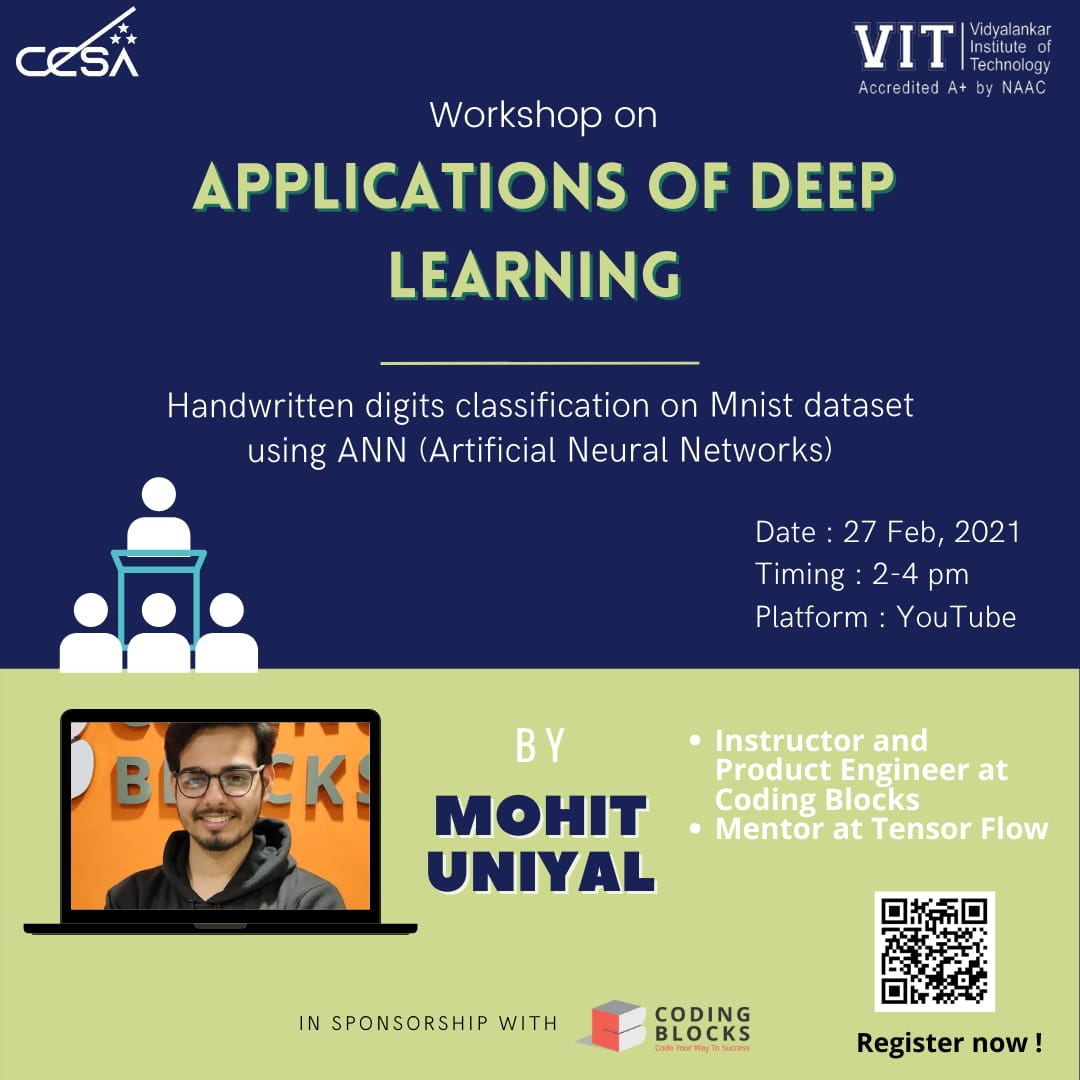 CESA
VIT
Vidyalankar
Institute of
Technology
Accredited A+ by NAAC
Workshop on
APPLICATIONS OF DEEP
LEARNING
Handwritten digits classification on Mnist dataset
using ANN (Artificial Neural Networks)
Date : 27 Feb, 2021
Timing : 2-4 pm
Platform : YouTube
BY
MOHIT
UNIYAL
• Instructor and
Product Engineer at
Coding Blocks
• Mentor at Tensor Flow
IN SPONSORSHIP WITH
CODING
BLOCKS
Code Your Way To Success
Register now !